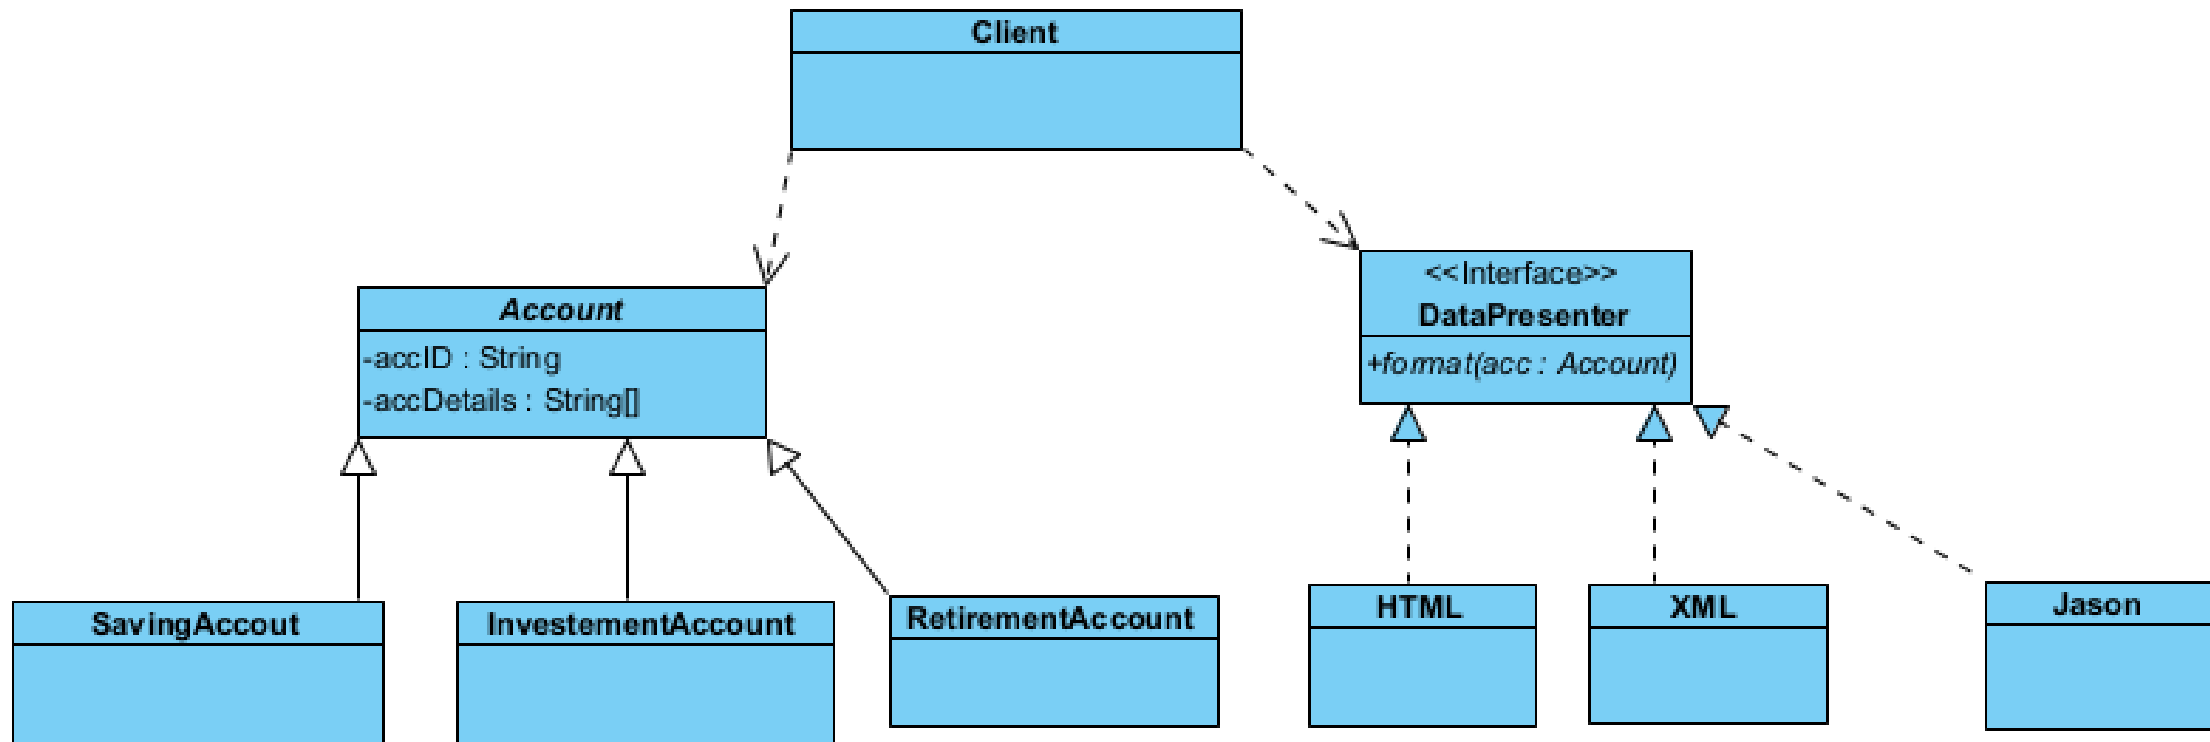 Client
Account
-accID : String
-accDetails : String[]
<<Interface>>
DataPresenter
+format(acc : Account)
SavingAccout
InvestementAccount
RetirementAccount
HTML
XML
Jason